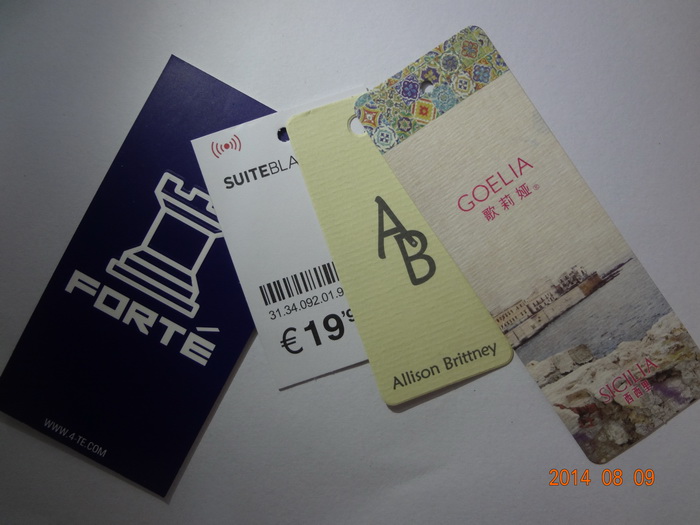 FORTÉ
WWW.4-TE.COM
SUITEBLA
31.34.092.01.9
€19'9
AB
Allison Brittney
GOELIA
歌莉娅®
SICILIA
西西里
2014 08 09